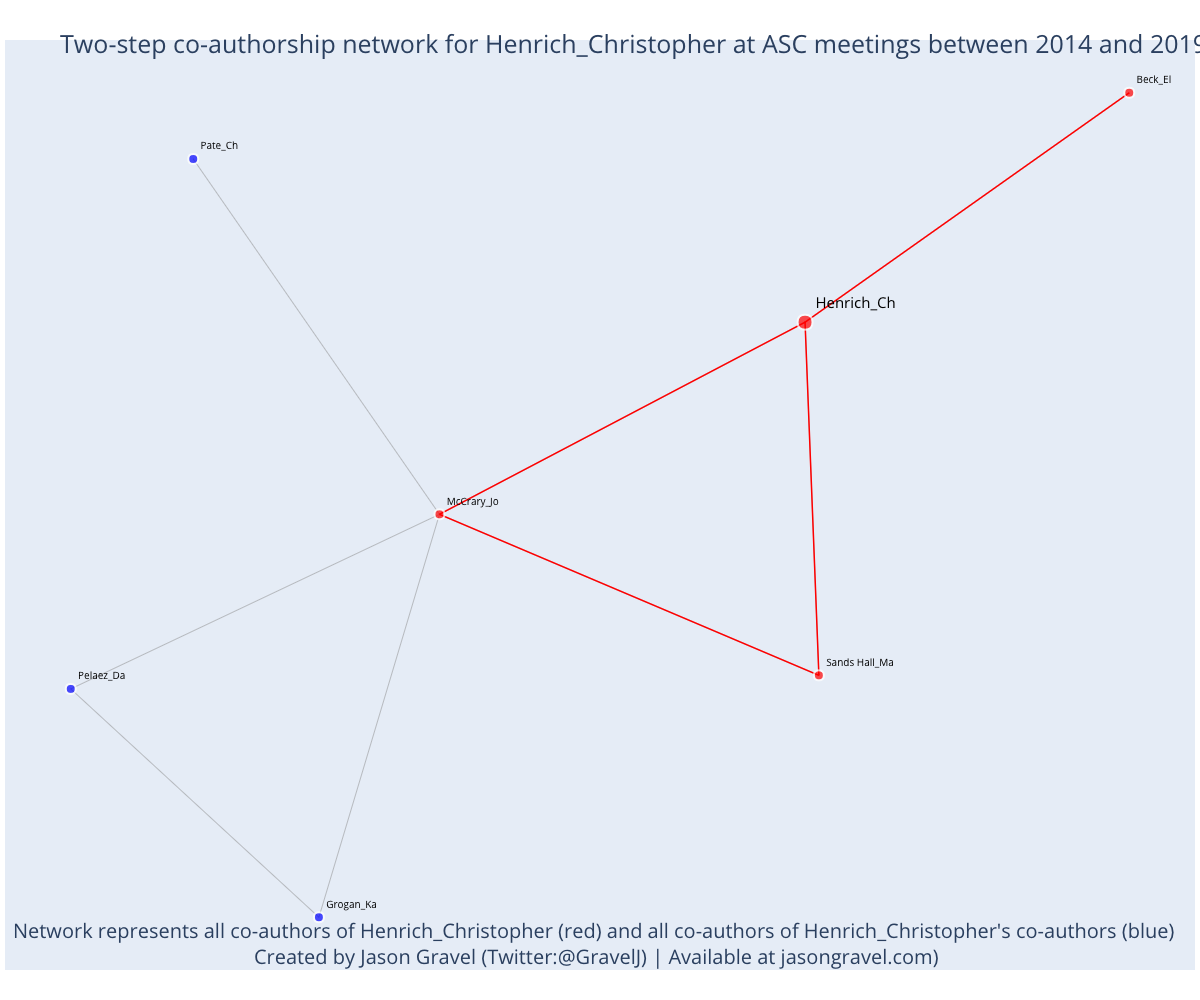 Two-step co-authorship network for Henrich_Christopher at ASC meetings between 2014 and 2019
Beck_El
Pate_Ch
Henrich_Ch
McCrary_Jo
Sands Hall_Ma
Pelaez_Da
Grogan_Ka
Network represents all co-authors of Henrich_Christopher (red) and all co-authors of Henrich_Christopher's co-authors (blue)
Created by Jason Gravel (Twitter:@GravelJ) | Available at jasongravel.com)